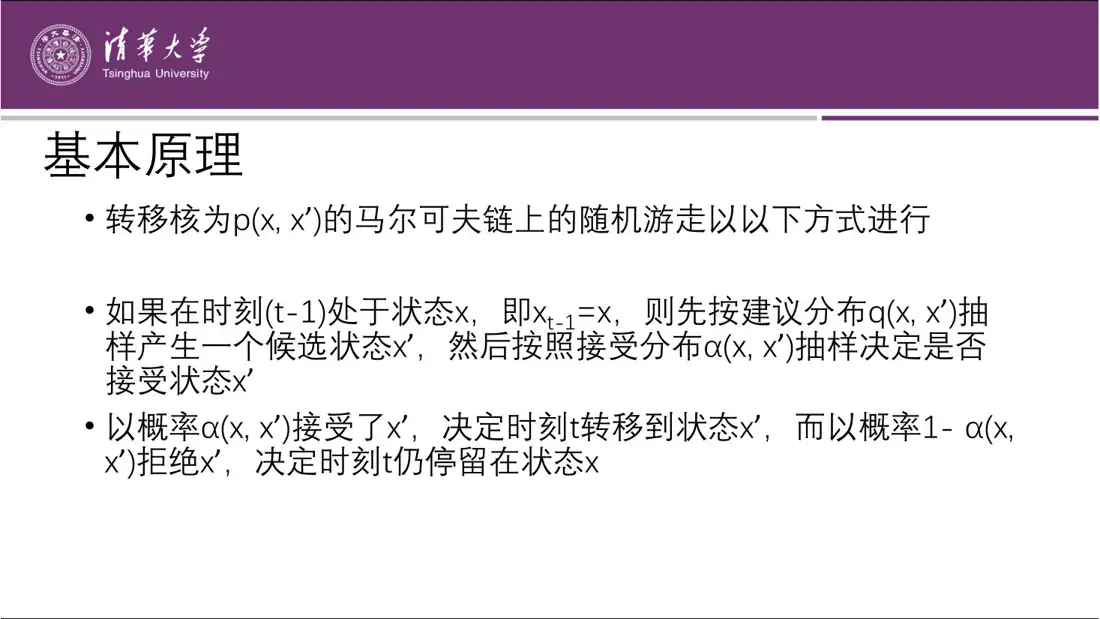 清华大学
Tsinghua University
基本原理
• 转移核为p(x, x′)的马尔可夫链上的随机游走以以下方式进行
• 如果在时刻(t-1)处于状态x，即xt-1=x，则先按建议分布q(x, x′)抽
样产生一个候选状态x′，然后按照接受分布α(x, x′)抽样决定是否
接受状态x′
• 以概率α(x, x′)接受了x′，决定时刻t转移到状态x′，而以概率1- α(x,
x′)拒绝x′，决定时刻t仍停留在状态x